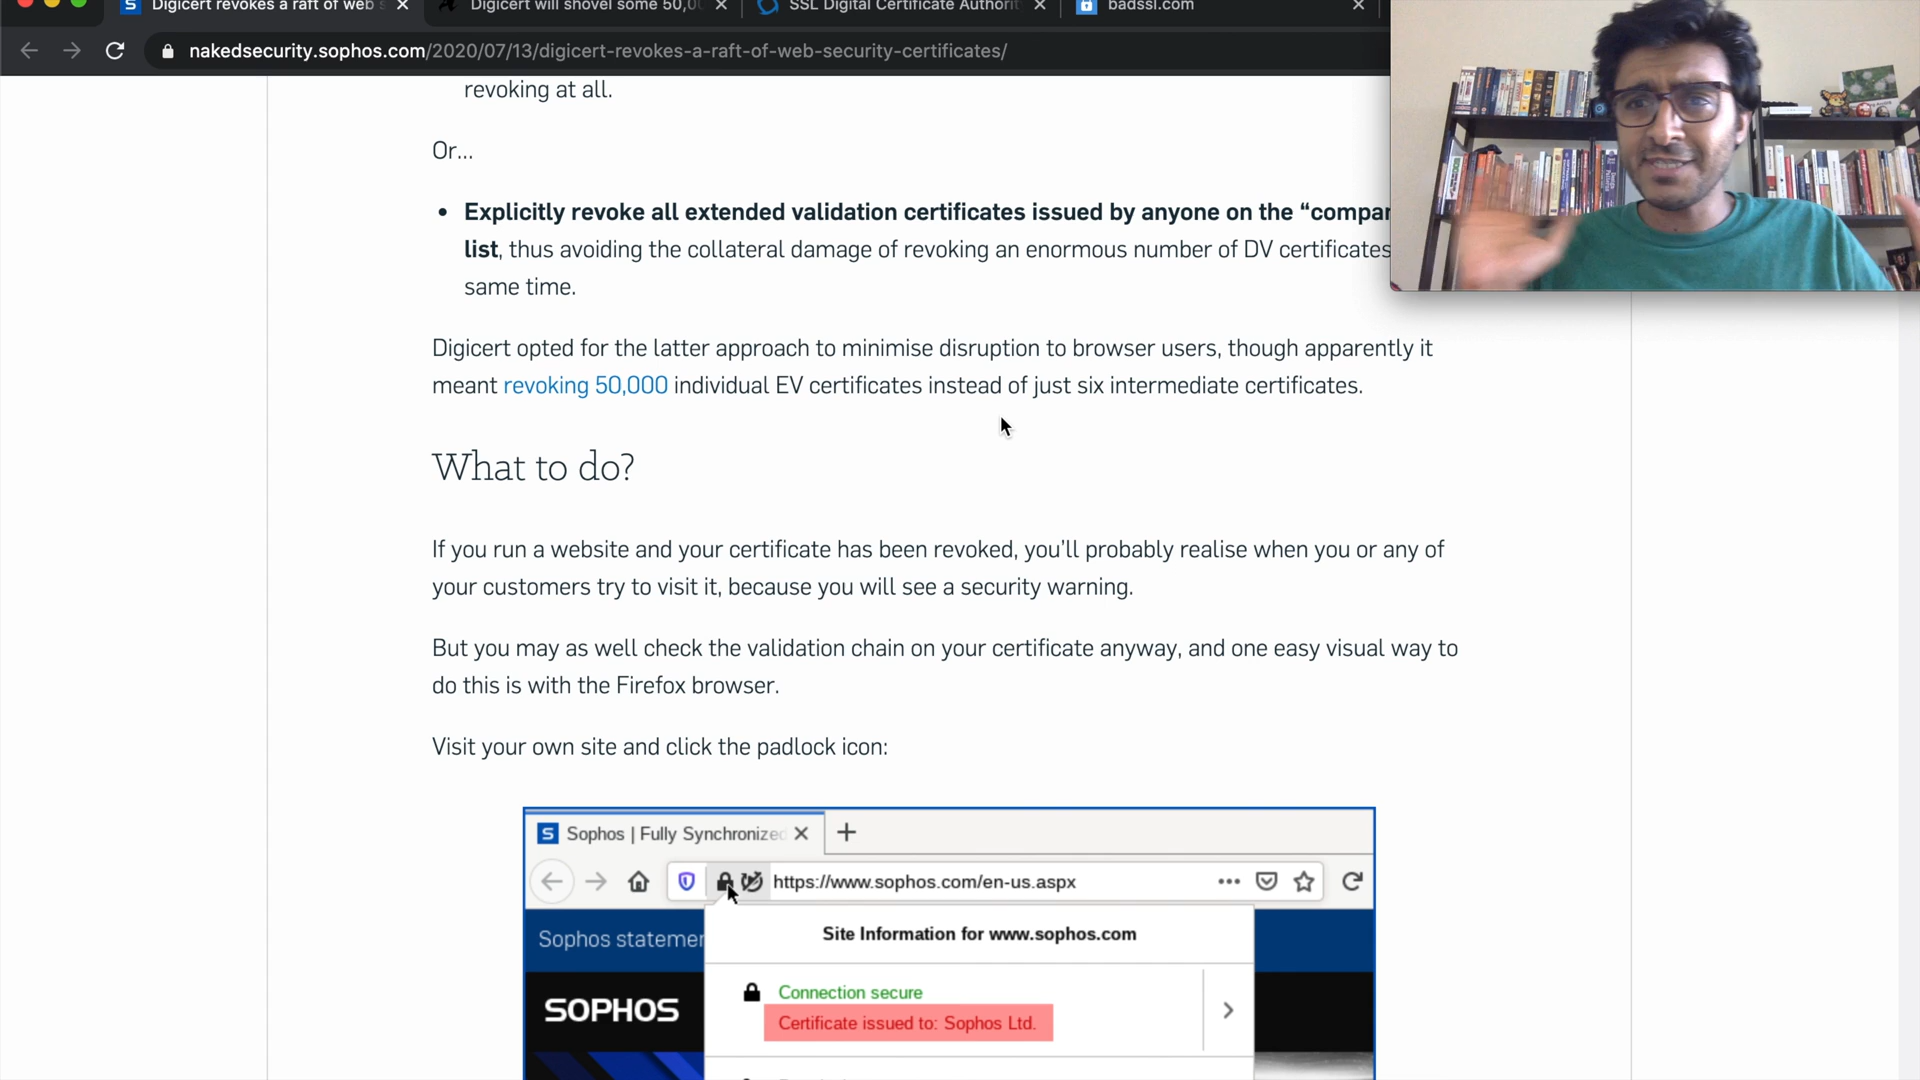 Digicert revokes a raft of web s
Digicert will shovel some 50,0
SSL Digital Certificate Authorit
badssl.com
nakedsecurity.sophos.com/2020/07/13/digicert-revokes-a-raft-of-web-security-certificates/
revoking at all.
Or...
• Explicitly revoke all extended validation certificates issued by anyone on the “compa
list, thus avoiding the collateral damage of revoking an enormous number of DV certificates
same time.
Digicert opted for the latter approach to minimise disruption to browser users, though apparently it
meant revoking 50,000 individual EV certificates instead of just six intermediate certificates.
What to do?
If you run a website and your certificate has been revoked, you’ll probably realise when you or any of
your customers try to visit it, because you will see a security warning.
But you may as well check the validation chain on your certificate anyway, and one easy visual way to
do this is with the Firefox browser.
Visit your own site and click the padlock icon:
S Sophos | Fully Synchronized
https://www.sophos.com/en-us.aspx
Sophos statemen
Site Information for www.sophos.com
Connection secure
SOPHOS
Certificate issued to: Sophos Ltd.